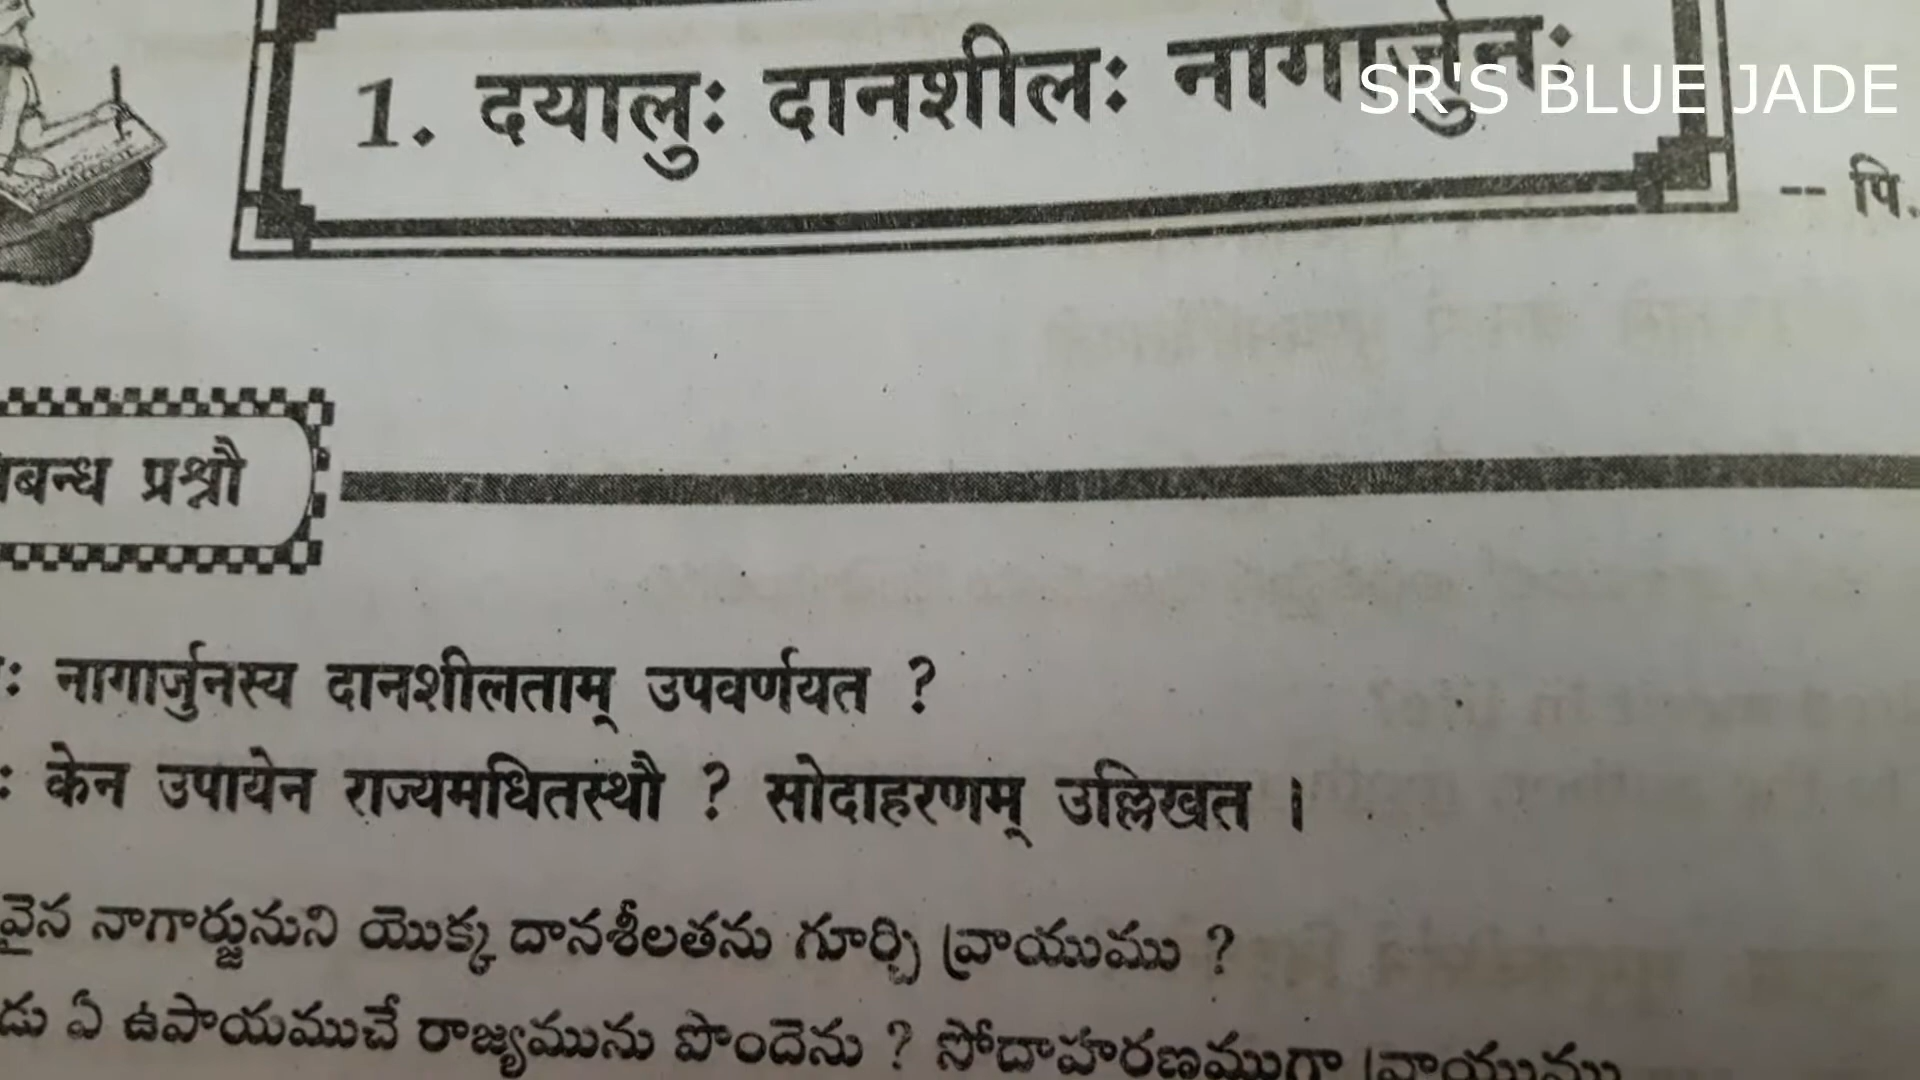 1. दयालुः दानशीलः नागार्जुनः
SR'S BLUE JADE
-- पि.
बन्ध प्रश्नौ
: नागार्जुनस्य दानशीलताम् उपवर्णयत ?
: केन उपायेन राज्यमधितस्थौ ? सोदाहरणम् उल्लिखत ।
వైన నాగార్జునుని యొక్క దానశీలతను గూర్చి వ్రాయుము ?
డు ఏ ఉపాయముచే రాజ్యమును పొందెను ? సోదాహరణముగా వ్రాయుము